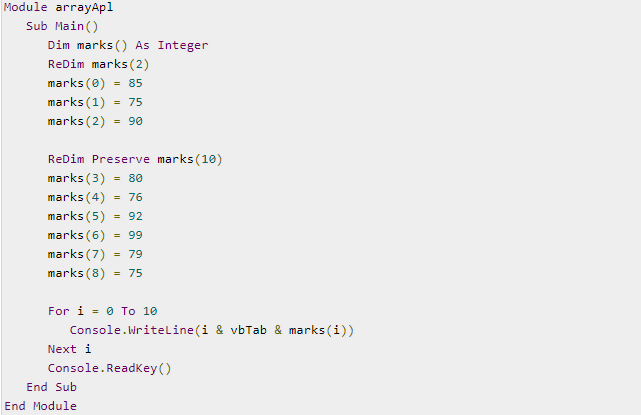 Module arrayApl
   Sub Main()
      Dim marks() As Integer
      ReDim marks(2)
      marks(0) = 85
      marks(1) = 75
      marks(2) = 90

      ReDim Preserve marks(10)
      marks(3) = 80
      marks(4) = 76
      marks(5) = 92
      marks(6) = 99
      marks(7) = 79
      marks(8) = 75

      For i = 0 To 10
         Console.WriteLine(i & vbTab & marks(i))
      Next i
      Console.ReadKey()
   End Sub
End Module